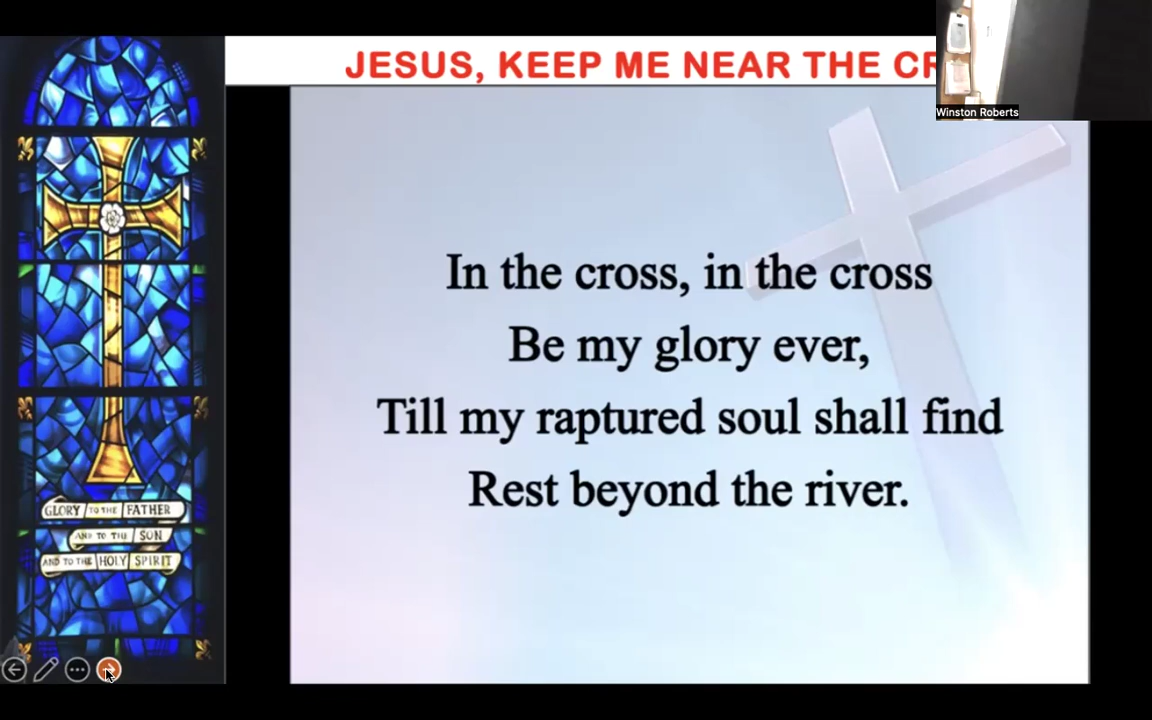 JESUS, KEEP ME NEAR THE CR
Winston Roberts
In the cross, in the cross
Be my glory ever,
Till my raptured soul shall find
Rest beyond the river.
GLORY TO THE FATHER
AND TO THE SON
AND TO THE HOLY SPIRIT